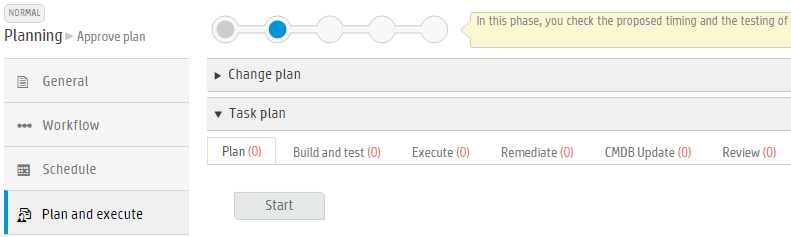 NORMAL
Planning ▶ Approve plan
In this phase, you check the proposed timing and the testing of
General
Workflow
Schedule
Plan and execute
Change plan
Task plan
Plan (0) Build and test (0) Execute (0) Remediate (0) CMDB Update (0) Review (0)
Start